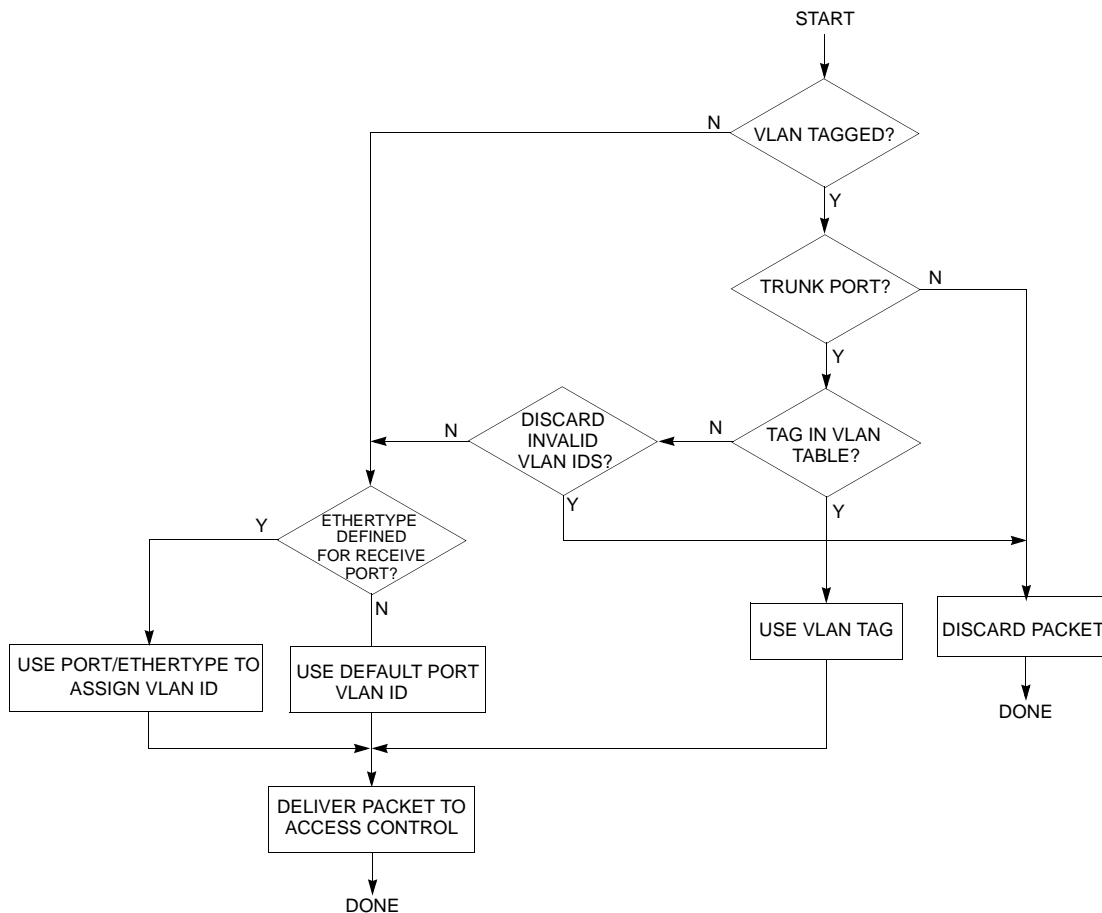 START
VLAN TAGGED?
N
Y
TRUNK PORT?
N
Y
TAG IN VLAN
TABLE?
N
Y
DISCARD
INVALID
VLAN IDS?
N
Y
ETHERTYPE
DEFINED
FOR RECEIVE
PORT?
Y
N
USE PORT/ETHERTYPE TO
ASSIGN VLAN ID
USE DEFAULT PORT
VLAN ID
USE VLAN TAG
DISCARD PACKET
DONE
DELIVER PACKET TO
ACCESS CONTROL
DONE